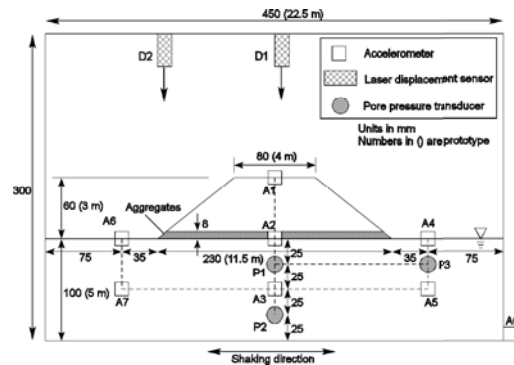 450 (22.5 m)
D2
D1
Accelerometer
Laser displacement sensor
Pore pressure transducer
Units in mm
Numbers in () areprototype
300
80 (4 m)
A1
60 (3 m)
Aggregates
A6
8
A2
A4
75
35
230 (11.5 m)
25
35
75
P1
P3
100 (5 m)
25
A7
A3
A5
25
P2
25
Shaking direction